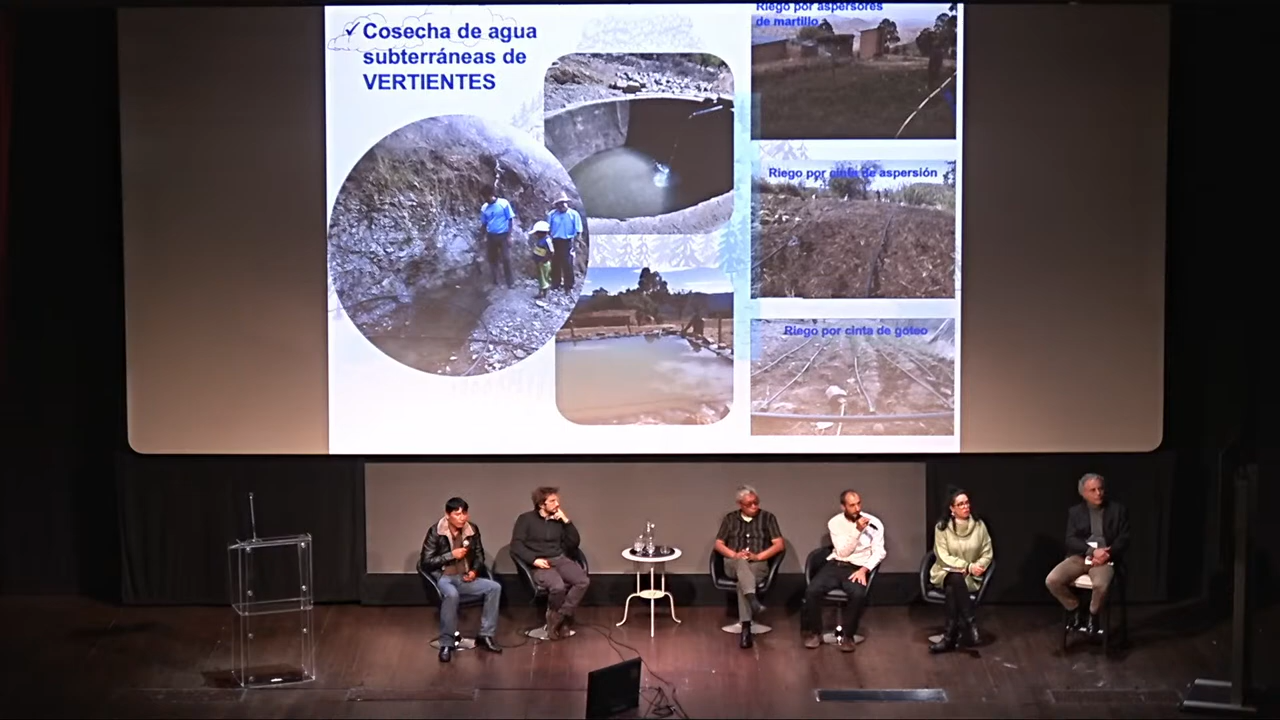 ✓Cosecha de agua
subterráneas de
VERTIENTES
Riego por aspersores
de martillo
Riego por cinta de aspersión
Riego por cinta de goteo